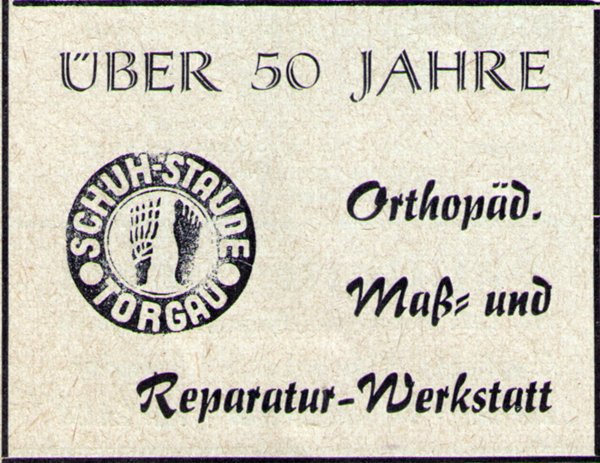 ÜBER 50 JAHRE
SCHUH-STAUDE
TORGAU
Orthopäd.
Maß- und
Reparatur-Werkstatt